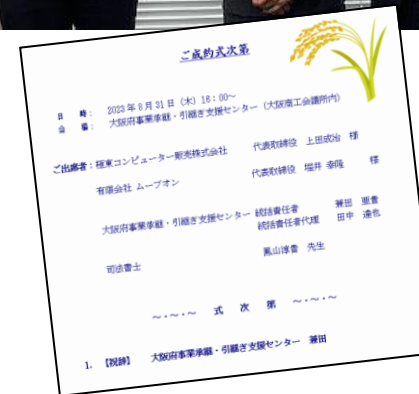 ご成約式次第
日　時： 2023年8月31日（木）16：00～
会　場： 大阪府事業承継・引継ぎ支援センター（大阪商工会議所内）
ご出席者：極東コンピューター販売株式会社　代表取締役　上田成治　様
有限会社 ムーブオン　代表取締役　堀井 泰隆　様
大阪府事業承継・引継ぎ支援センター 統括責任者　兼田
統括責任者代理　田中 達也
司法書士　先生
～・～・～　式　次　第　～・～・～
1. 【祝辞】　大阪府事業承継・引継ぎ支援センター　兼田